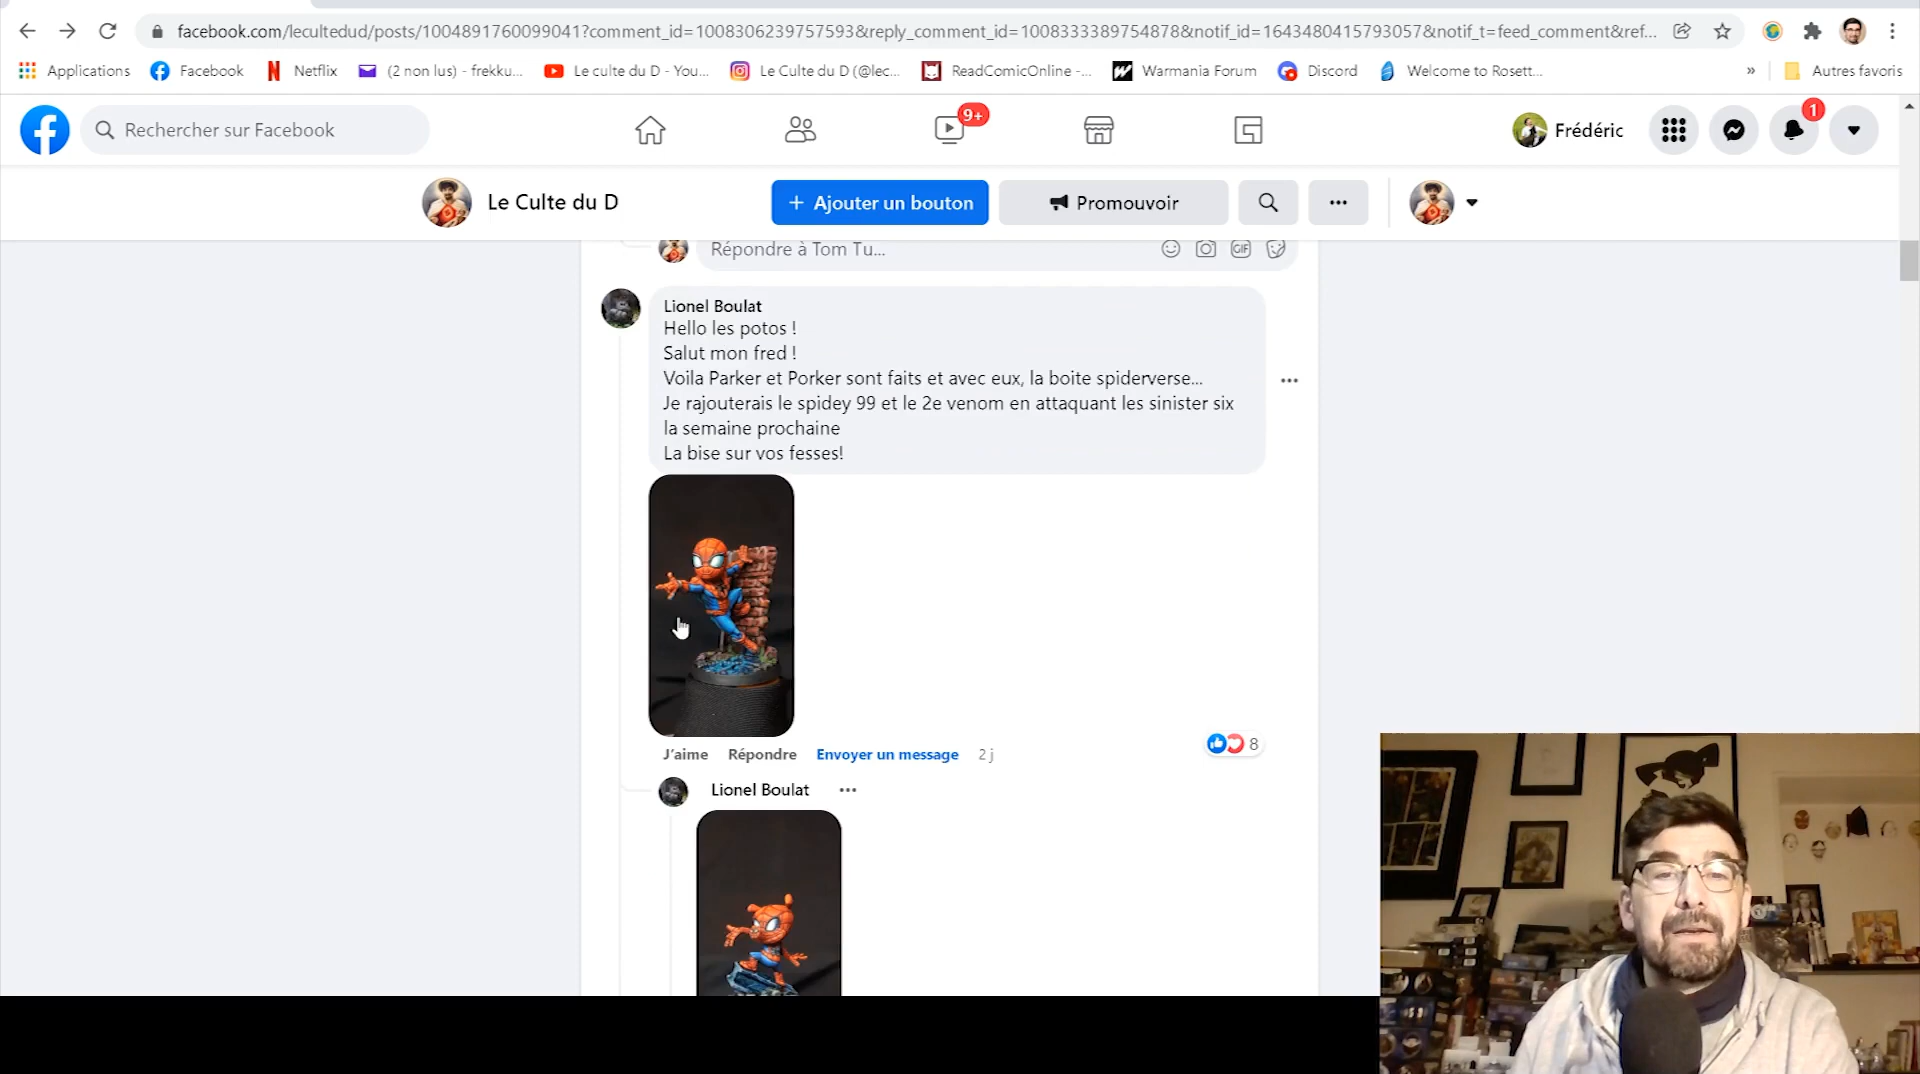 facebook.com/lecultedud/posts/1004891760099041?comment_id=1008306239757593&reply_comment_id=1008333389754878&notif_id=1643480415793057&notif_t=feed_comment&ref...
Applications
Facebook
Netflix
(2 non lus) - frekku...
Le culte du D - You...
Le Culte du D (@lec...
ReadComicOnline -...
Warmania Forum
Discord
Welcome to Rosett...
»
Autres favoris
Rechercher sur Facebook
9+
Frédéric
1
Le Culte du D
+ Ajouter un bouton
Promouvoir
Répondre à Tom Tu...
GIF
Lionel Boulat
Hello les potos !
Salut mon fred !
Voila Parker et Porker sont faits et avec eux, la boite spiderverse...
Je rajouterais le spidey 99 et le 2e venom en attaquant les sinister six
la semaine prochaine
La bise sur vos fesses!
J'aime Répondre Envoyer un message 2 j
8
Lionel Boulat